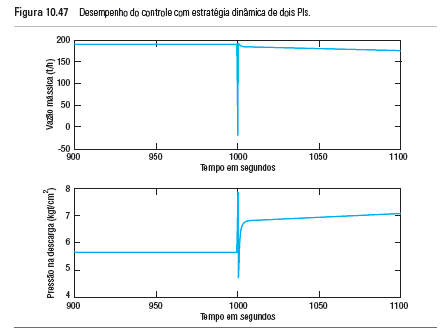 Figura 10.47 Desempenho do controle com estratégia dinâmica de dois PIs.
200
150
100
50
0
-50
Vazão mássica (t/h)
900 950 1000 1050 1100
Tempo em segundos
8
7
6
5
4
Pressão na descarga (kgf/cm²)
900 950 1000 1050 1100
Tempo em segundos